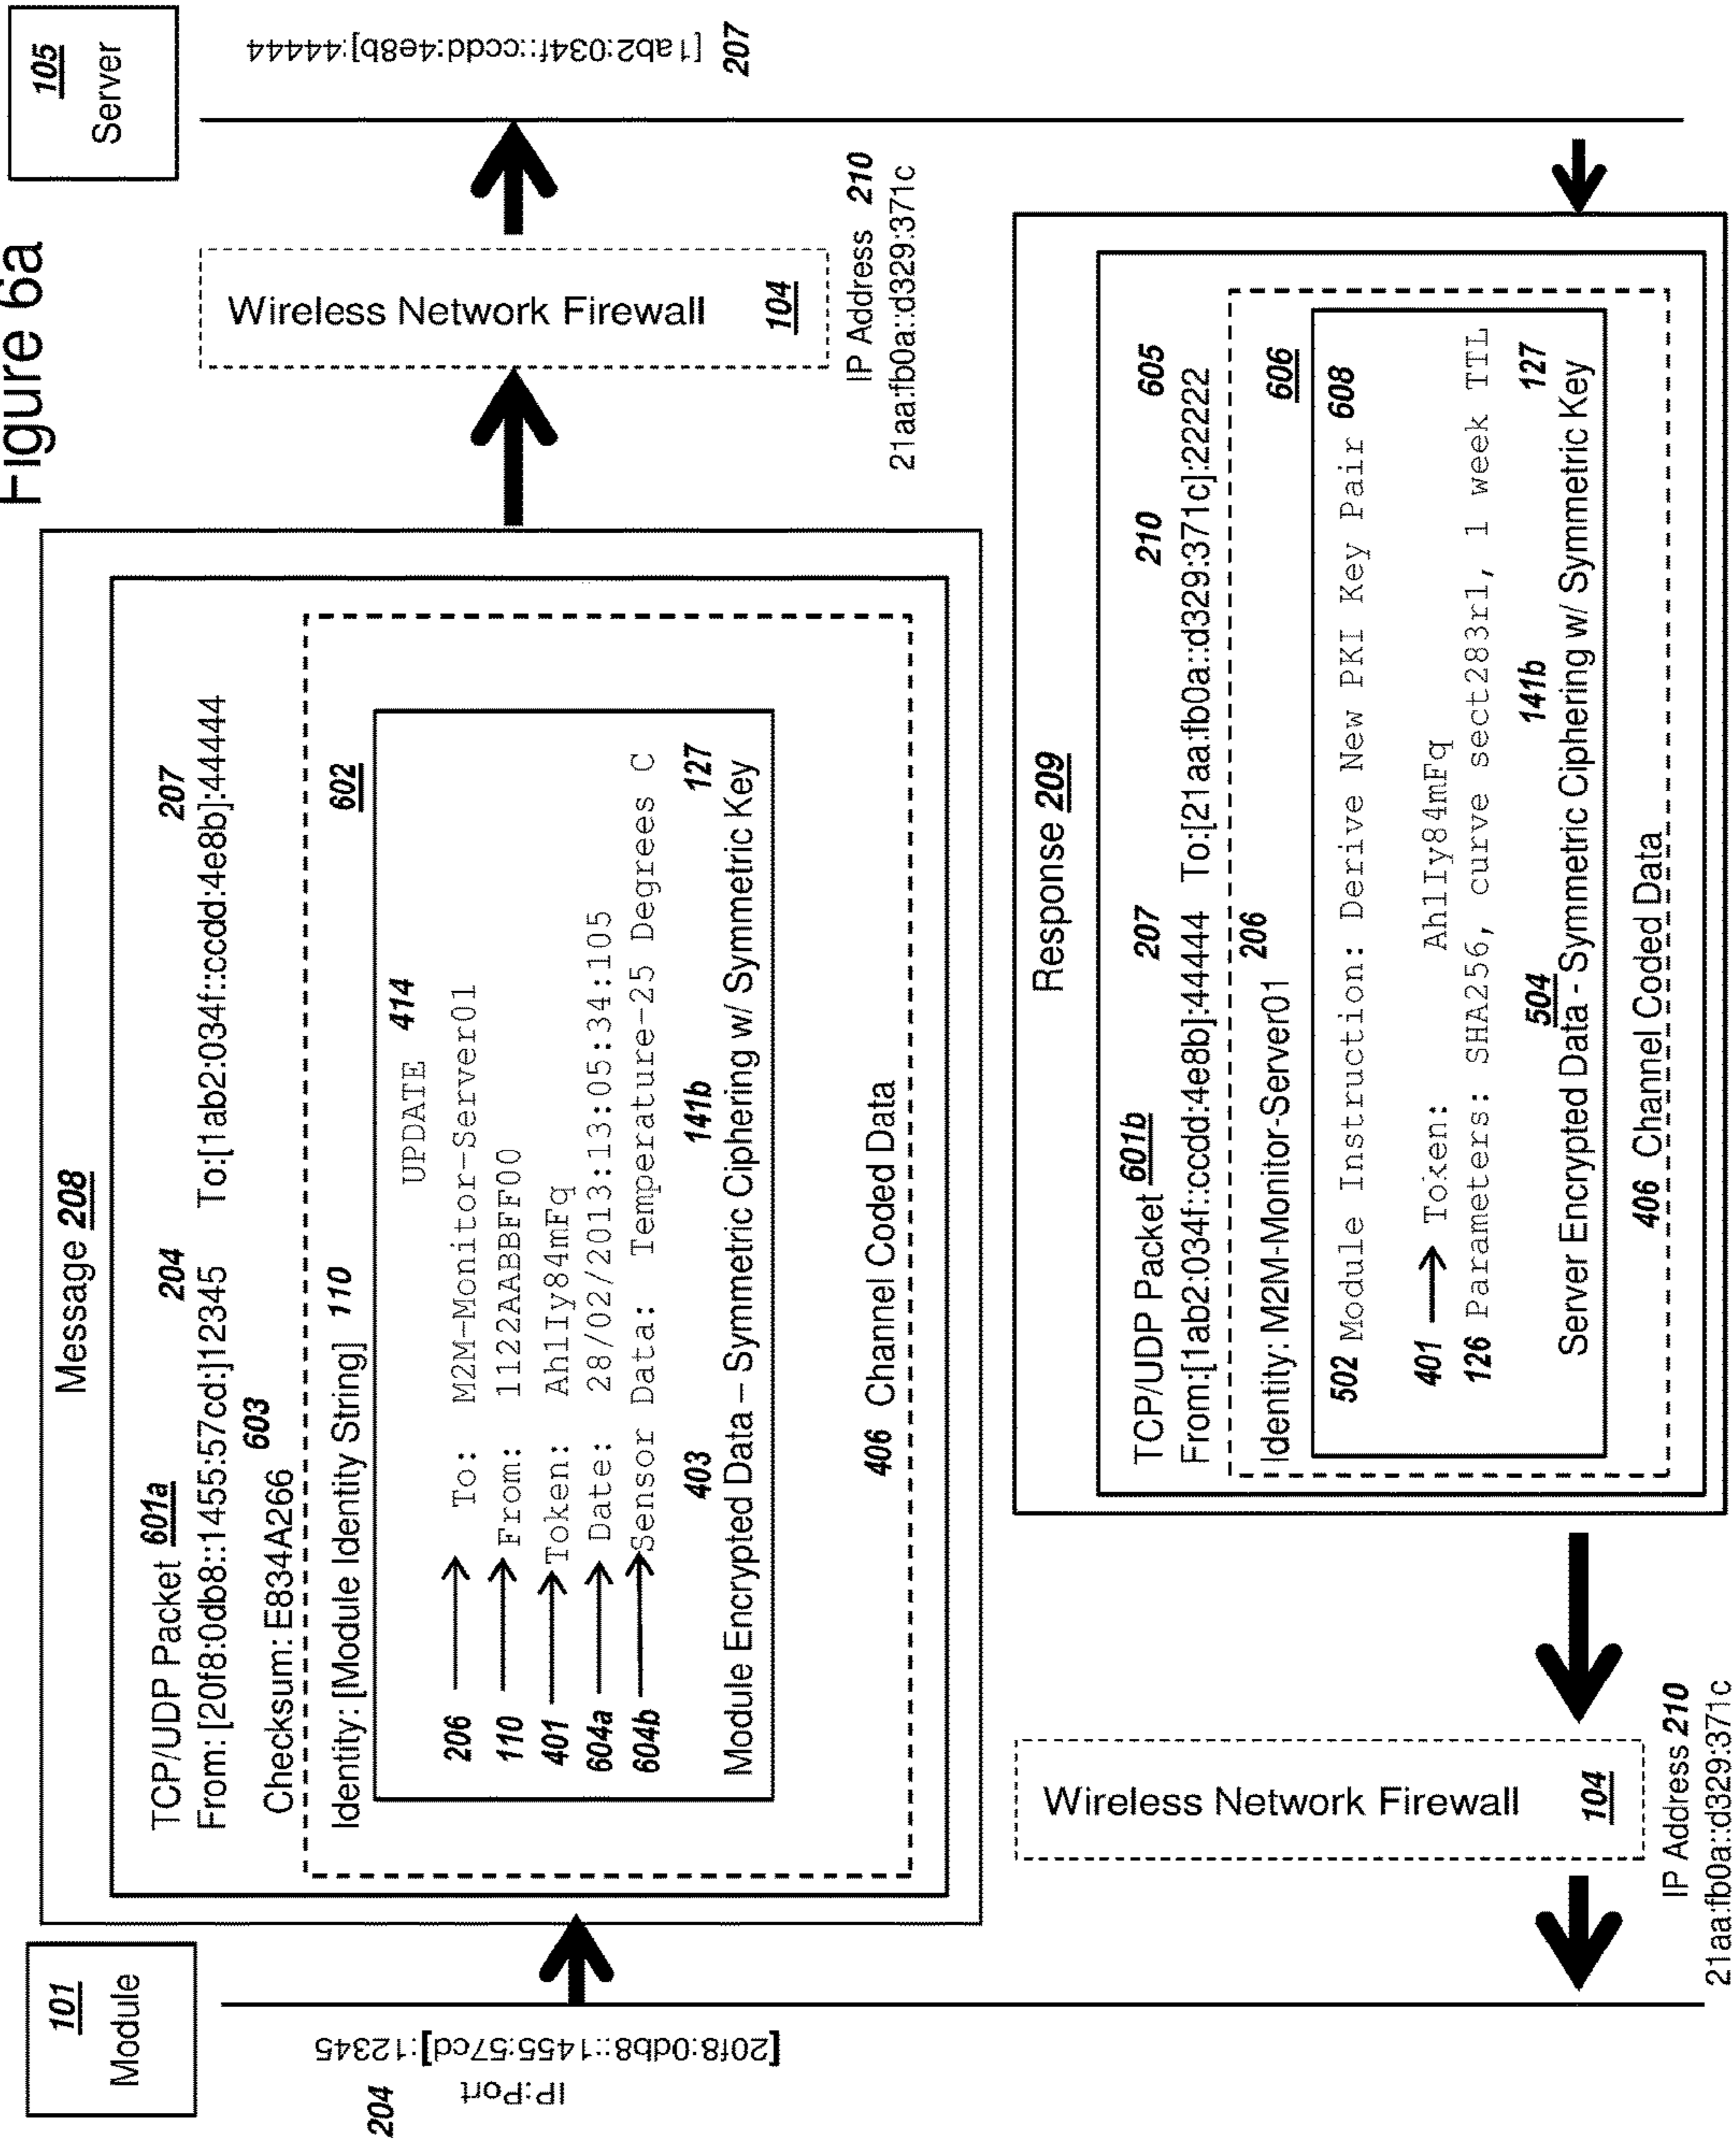 Figure 6a
101
Module
105
Server
204
IP:Port
[20f8:0db8::1455:57cd]:12345
Message 208
TCP/UDP Packet 601a
204
207
From: [20f8:0db8::1455:57cd:]12345 To:[1ab2:034f::ccdd:4e8b]:44444
603
Checksum: E834A266
Identity: [Module Identity String] 110
602
UPDATE 414
206 To: M2M-Monitor-Server01
110 From: 1122AABBFF00
401 Token: Ah1Iy84mFq
604a Date: 28/02/2013:13:05:34:105
604b Sensor Data: Temperature-25 Degrees C
403 141b 127
Module Encrypted Data – Symmetric Ciphering w/ Symmetric Key
406 Channel Coded Data
Wireless Network Firewall
104
IP Address 210
21aa:fb0a::d329:371c
[1ab2:034f::ccdd:4e8b]:44444
207
Response 209
TCP/UDP Packet 601b
207 210 605
From:[1ab2:034f::ccdd:4e8b]:44444 To:[21aa:fb0a::d329:371c]:22222
Identity: M2M-Monitor-Server01 206
606
502 Module Instruction: Derive New PKI Key Pair 608
401 Token: Ah1Iy84mFq
126 Parameters: SHA256, curve sect283r1, 1 week TTL
504 141b 127
Server Encrypted Data - Symmetric Ciphering w/ Symmetric Key
406 Channel Coded Data
Wireless Network Firewall
104
IP Address 210
21aa:fb0a::d329:371c